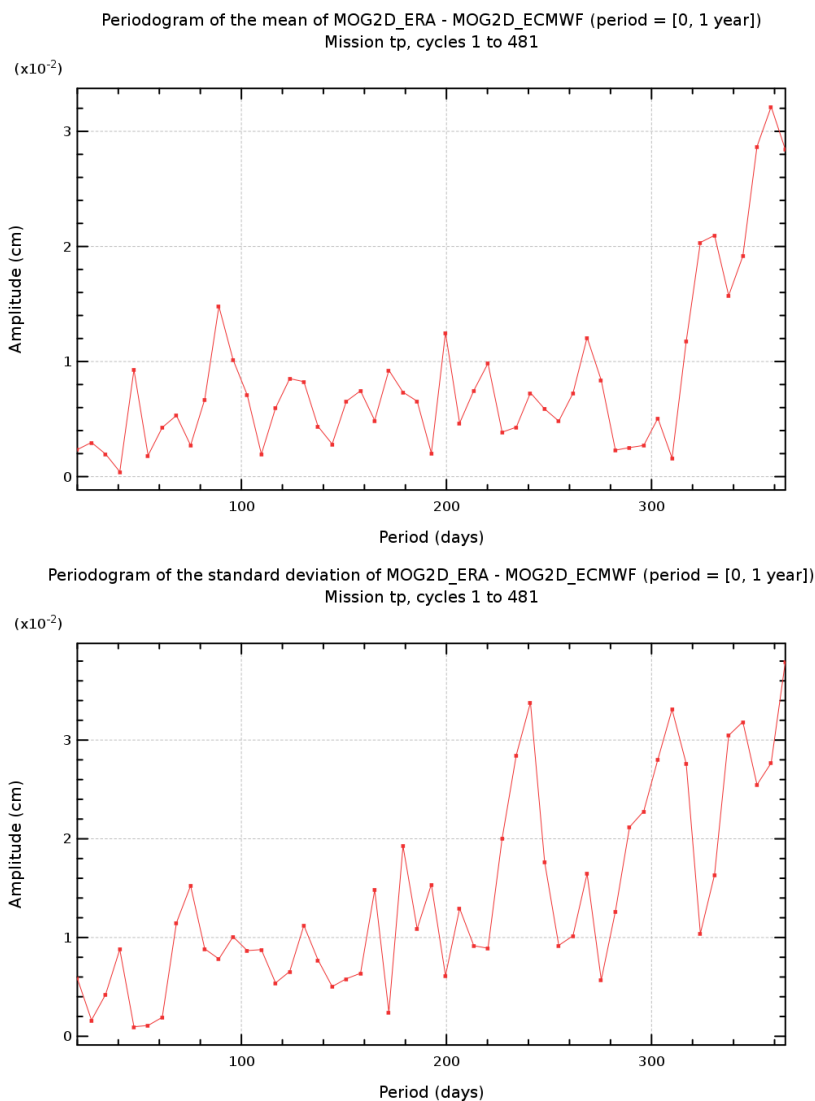 Periodogram of the mean of MOG2D_ERA - MOG2D_ECMWF (period = [0, 1 year])
Mission tp, cycles 1 to 481
(x10-2)
3
2
1
0
Amplitude (cm)
100 200 300
Period (days)
Periodogram of the standard deviation of MOG2D_ERA - MOG2D_ECMWF (period = [0, 1 year])
Mission tp, cycles 1 to 481
(x10-2)
3
2
1
0
Amplitude (cm)
100 200 300
Period (days)